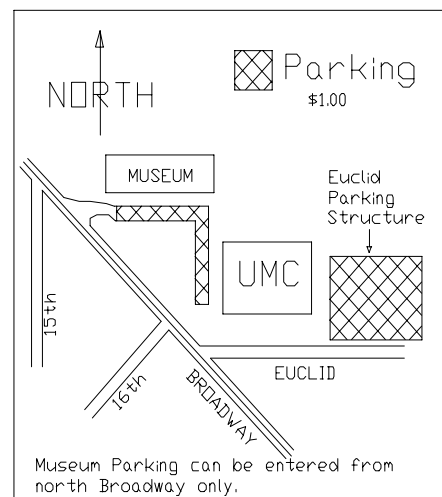 NORTH
Parking
$1.00
MUSEUM
Euclid
Parking
Structure
UMC
15th
16th
BROADWAY
EUCLID
Museum Parking can be entered from
north Broadway only.